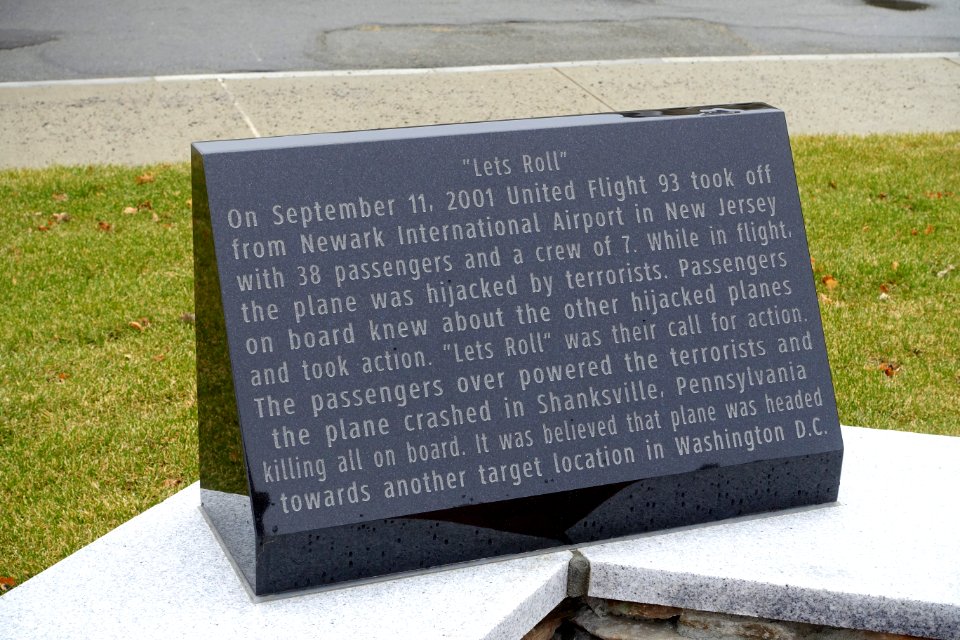 "Lets Roll"
On September 11, 2001 United Flight 93 took off
from Newark International Airport in New Jersey
with 38 passengers and a crew of 7. While in flight,
the plane was hijacked by terrorists. Passengers
on board knew about the other hijacked planes
and took action. "Lets Roll" was their call for action.
The passengers over powered the terrorists and
the plane crashed in Shanksville, Pennsylvania
killing all on board. It was believed that plane was headed
towards another target location in Washington D.C.